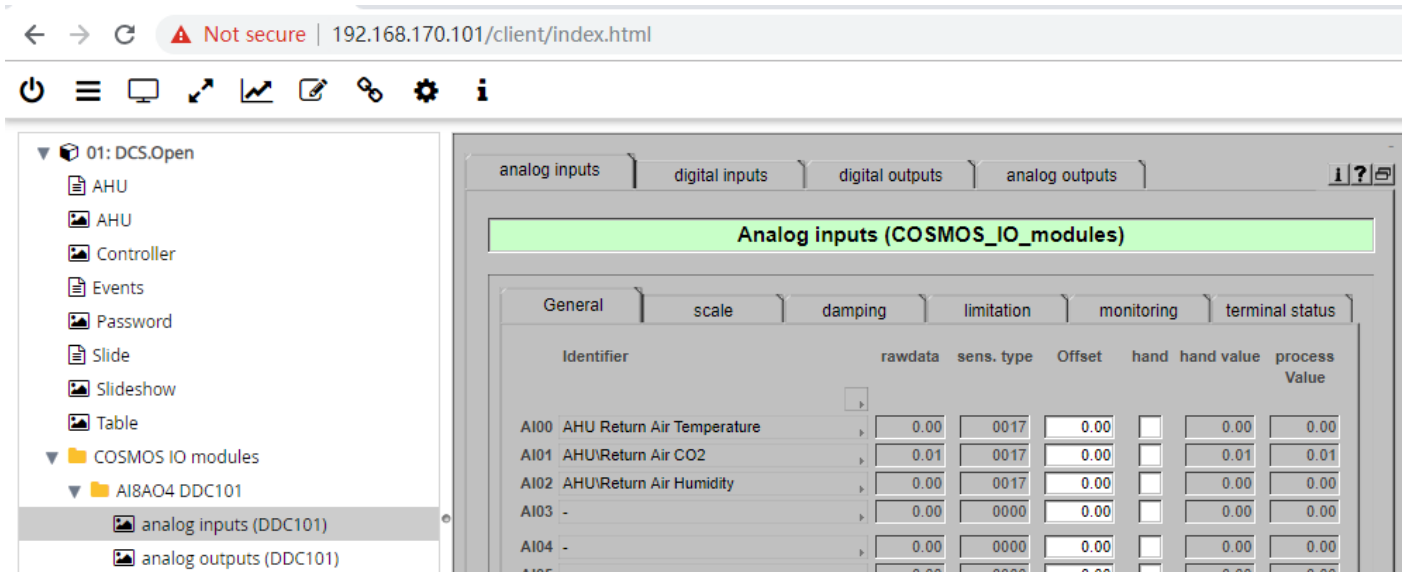 Not secure | 192.168.170.101/client/index.html
01: DCS.Open
AHU
AHU
Controller
Events
Password
Slide
Slideshow
Table
COSMOS IO modules
AI8AO4 DDC101
analog inputs (DDC101)
analog outputs (DDC101)
analog inputs digital inputs digital outputs analog outputs i ?
Analog inputs (COSMOS_IO_modules)
General scale damping limitation monitoring terminal status
Identifier rawdata sens. type Offset hand hand value process
Value
AI00 AHU Return Air Temperature 0.00 0017 0.00 0.00 0.00
AI01 AHU\Return Air CO2 0.01 0017 0.00 0.01 0.01
AI02 AHU\Return Air Humidity 0.00 0017 0.00 0.00 0.00
AI03 - 0.00 0000 0.00 0.00 0.00
AI04 - 0.00 0000 0.00 0.00 0.00